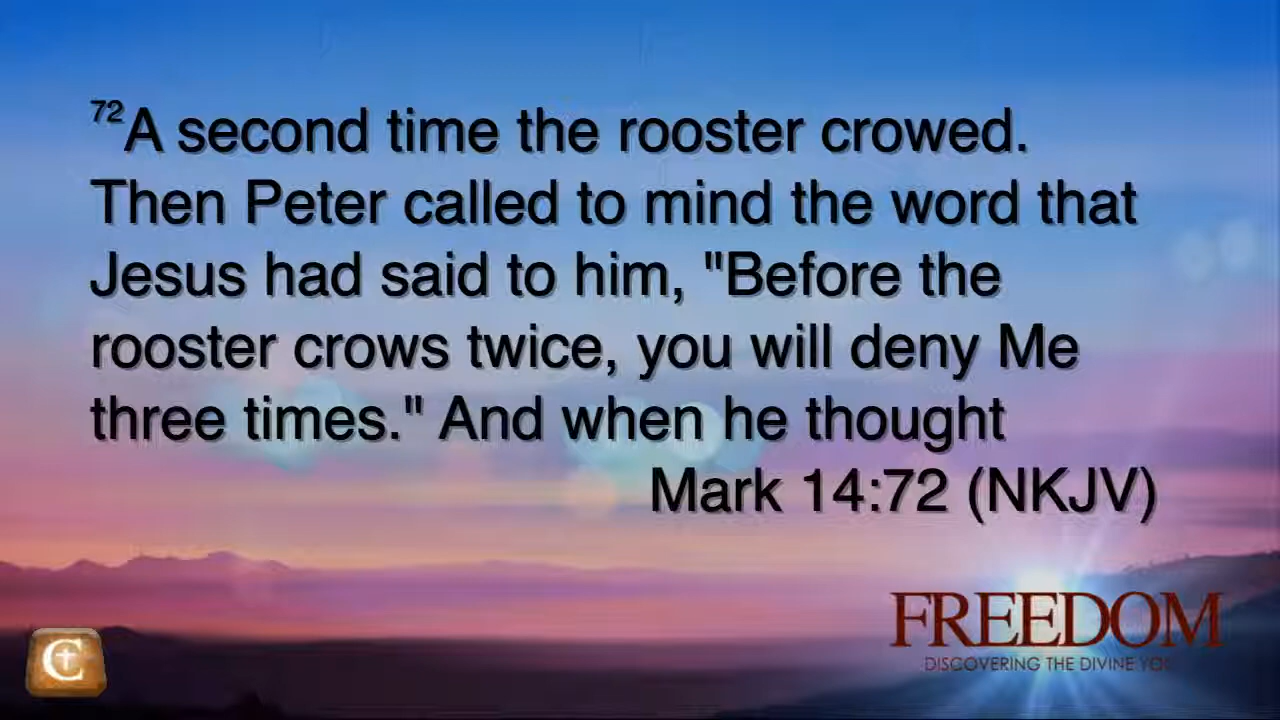 72A second time the rooster crowed.
Then Peter called to mind the word that
Jesus had said to him, "Before the
rooster crows twice, you will deny Me
three times." And when he thought
Mark 14:72 (NKJV)
FREEDOM
DISCOVERING THE DIVINE YOU
C